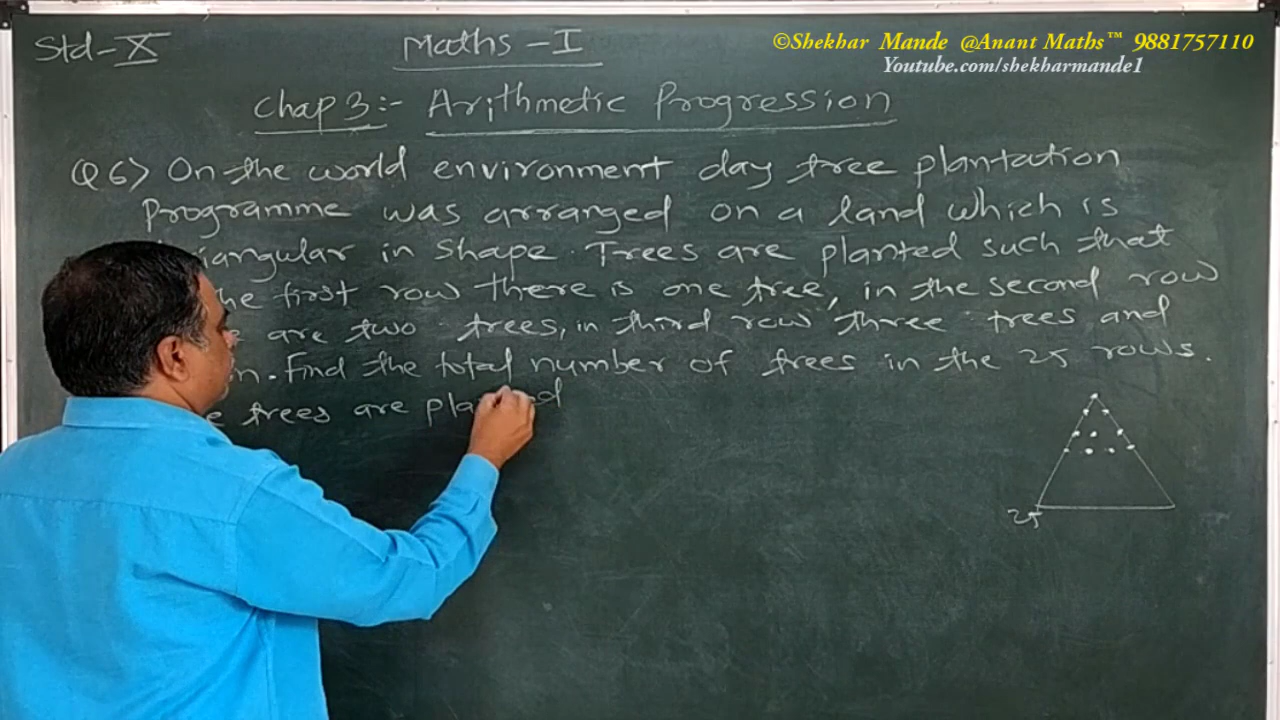 Std-X
Maths-I
©Shekhar Mande @Anant Maths™ 9881757110
Youtube.com/shekharmande1
Chap 3:- Arithmetic Progression
Q6) On the world environment day tree plantation
Programme was arranged on a land which is
iangular in shape. Trees are planted such that
he first row there is one tree, in the second row
e are two trees, in third row three trees and
n. Find the total number of trees in the 25 rows.
e trees are
25